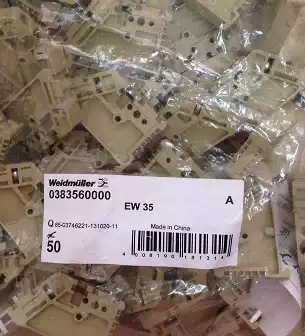 Weidmüller
0383560000
EW 35
A
Q 85-03746221-131020-11
Made in China
50
4 008190 181314